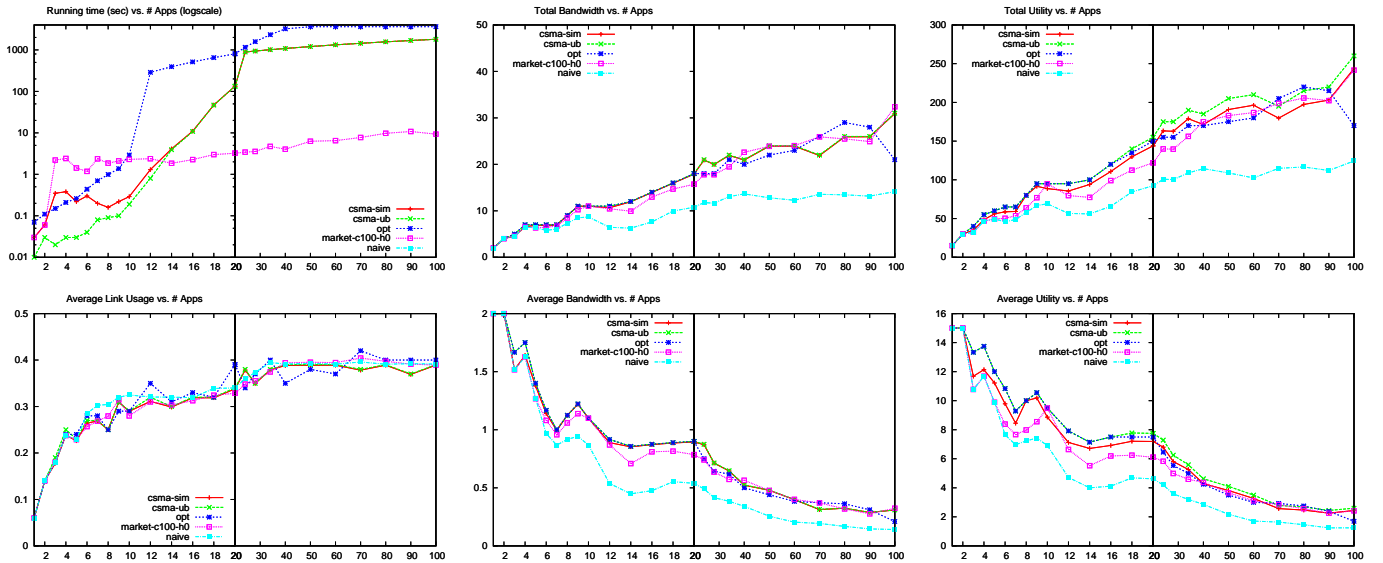 Running time (sec) vs. # Apps (logscale)
1000
100
10
1
0.1
0.01
csma-sim
csma-ub
opt
market-c100-h0
naive
2 4 6 8 10 12 14 16 18 20 20 30 40 50 60 70 80 90 100
Total Bandwidth vs. # Apps
50
40
30
20
10
0
csma-sim
csma-ub
opt
market-c100-h0
naive
2 4 6 8 10 12 14 16 18 20 20 30 40 50 60 70 80 90 100
Total Utility vs. # Apps
300
250
200
150
100
50
0
csma-sim
csma-ub
opt
market-c100-h0
naive
2 4 6 8 10 12 14 16 18 20 20 30 40 50 60 70 80 90 100
Average Link Usage vs. # Apps
0.5
0.4
0.3
0.2
0.1
0
csma-sim
csma-ub
opt
market-c100-h0
naive
2 4 6 8 10 12 14 16 18 20 20 30 40 50 60 70 80 90 100
Average Bandwidth vs. # Apps
2
1.5
1
0.5
0
csma-sim
csma-ub
opt
market-c100-h0
naive
2 4 6 8 10 12 14 16 18 20 20 30 40 50 60 70 80 90 100
Average Utility vs. # Apps
16
14
12
10
8
6
4
2
0
csma-sim
csma-ub
opt
market-c100-h0
naive
2 4 6 8 10 12 14 16 18 20 20 30 40 50 60 70 80 90 100